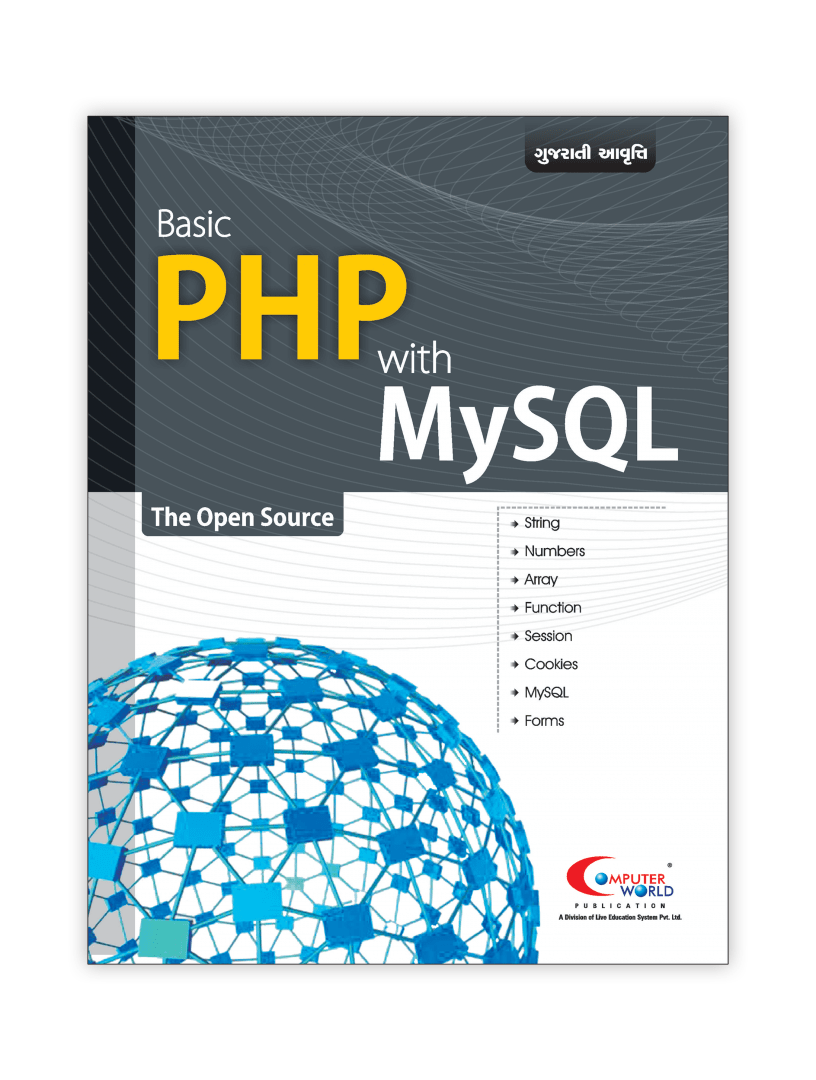 ગુજરાતી આવૃત્તિ
Basic
PHP
with
MySQL
The Open Source
String
Numbers
Array
Function
Session
Cookies
MySQL
Forms
COMPUTER
WORLD
®
PUBLICATION
A Division of Live Education System Pvt. Ltd.